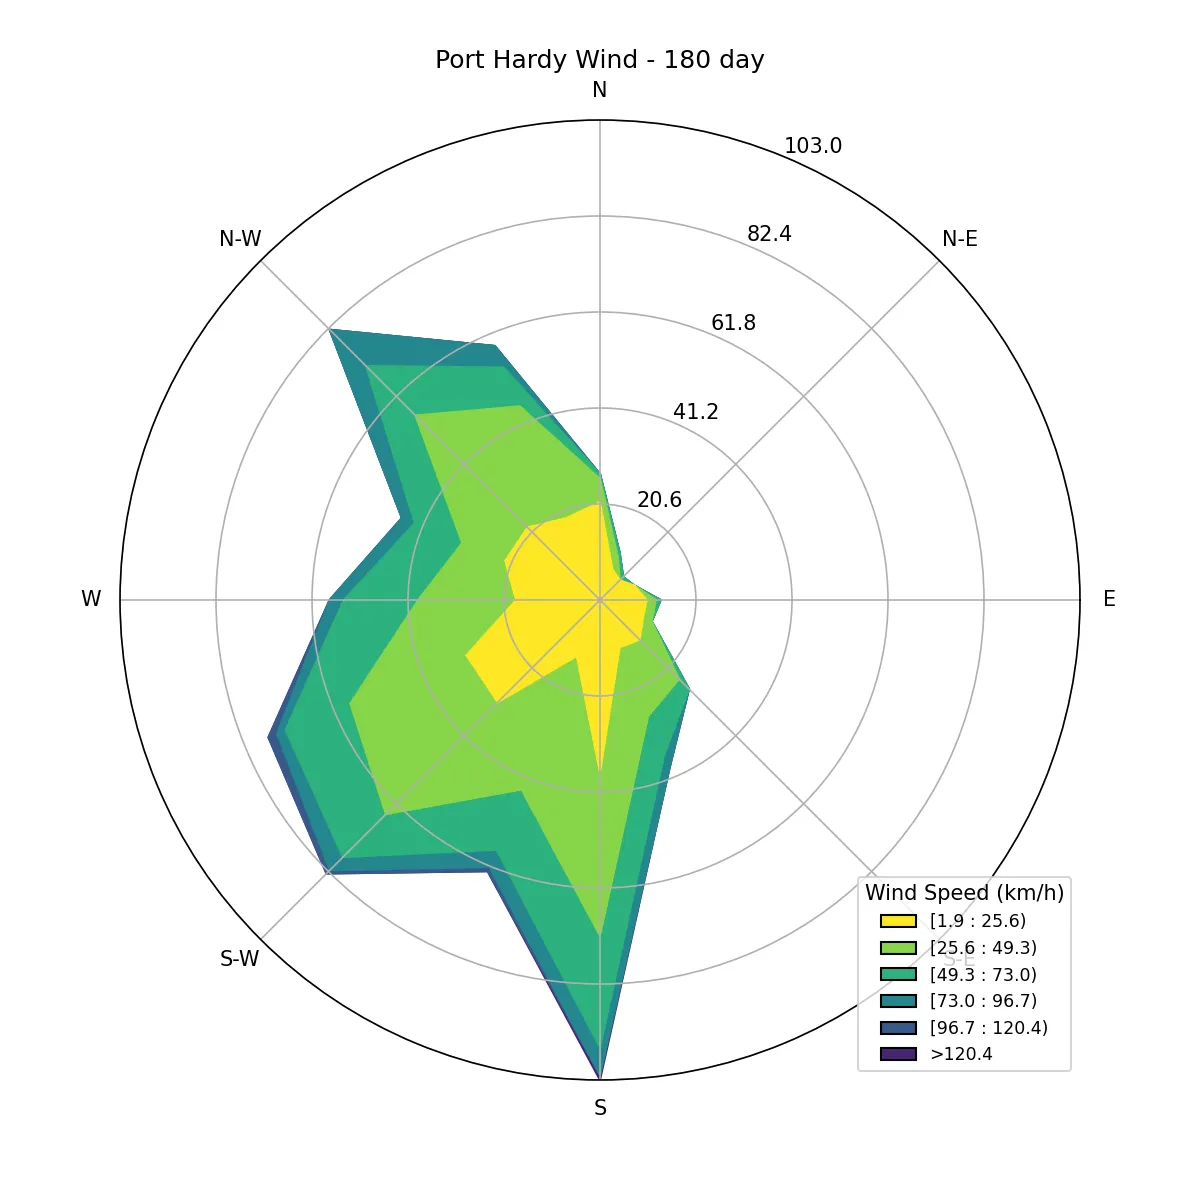 Port Hardy Wind - 180 day
N
103.0
N-W
82.4
N-E
61.8
41.2
20.6
W
E
S-W
S-E
S
Wind Speed (km/h)
[1.9 : 25.6)
[25.6 : 49.3)
[49.3 : 73.0)
[73.0 : 96.7)
[96.7 : 120.4)
>120.4